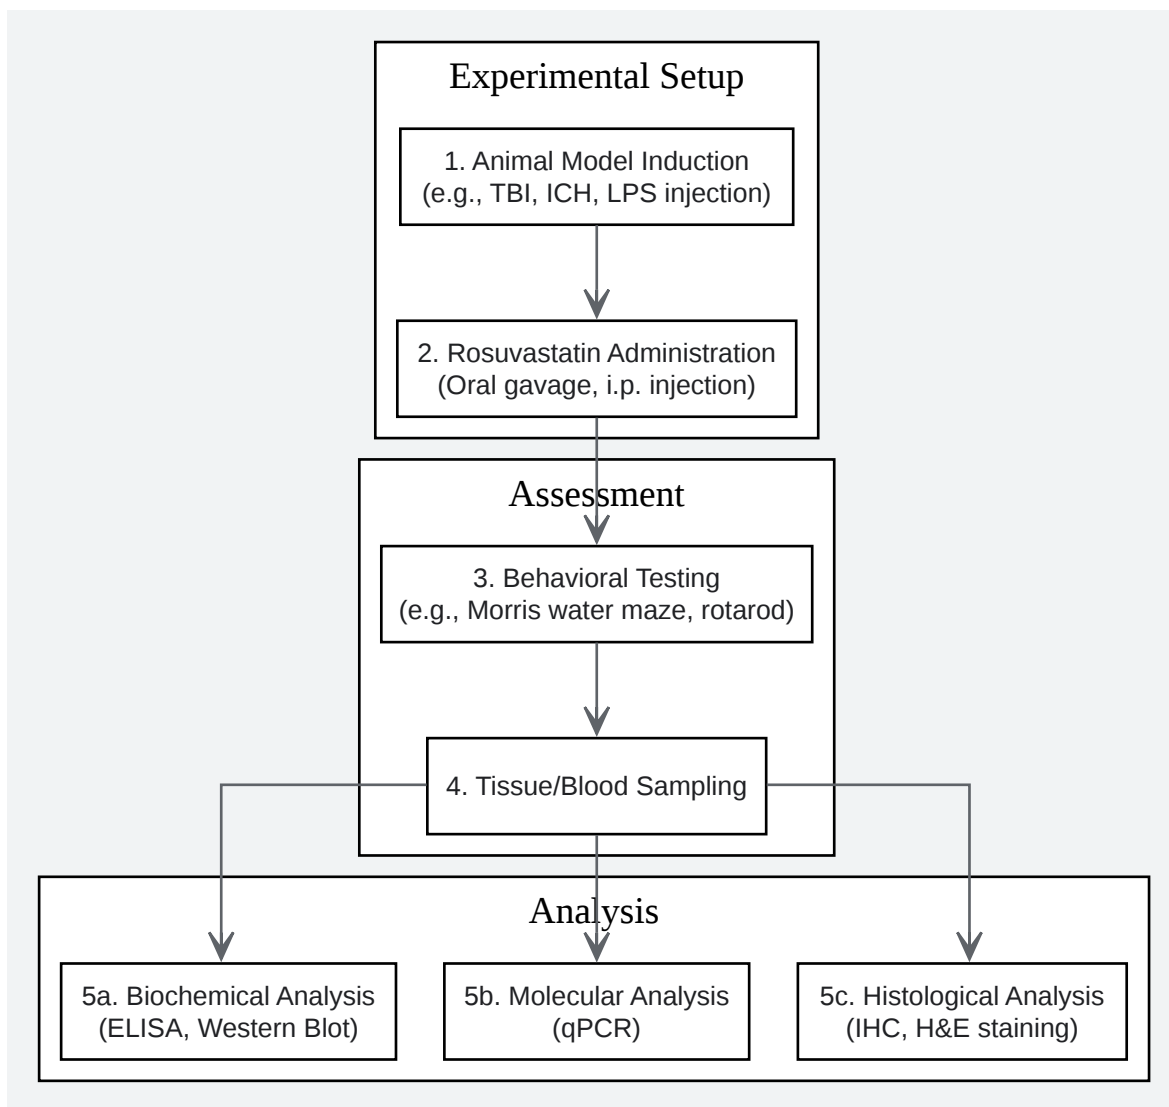 Experimental Setup
1. Animal Model Induction
(e.g., TBI, ICH, LPS injection)
2. Rosuvastatin Administration
(Oral gavage, i.p. injection)
Assessment
3. Behavioral Testing
(e.g., Morris water maze, rotarod)
4. Tissue/Blood Sampling
Analysis
5a. Biochemical Analysis
(ELISA, Western Blot)
5b. Molecular Analysis
(qPCR)
5c. Histological Analysis
(IHC, H&E staining)